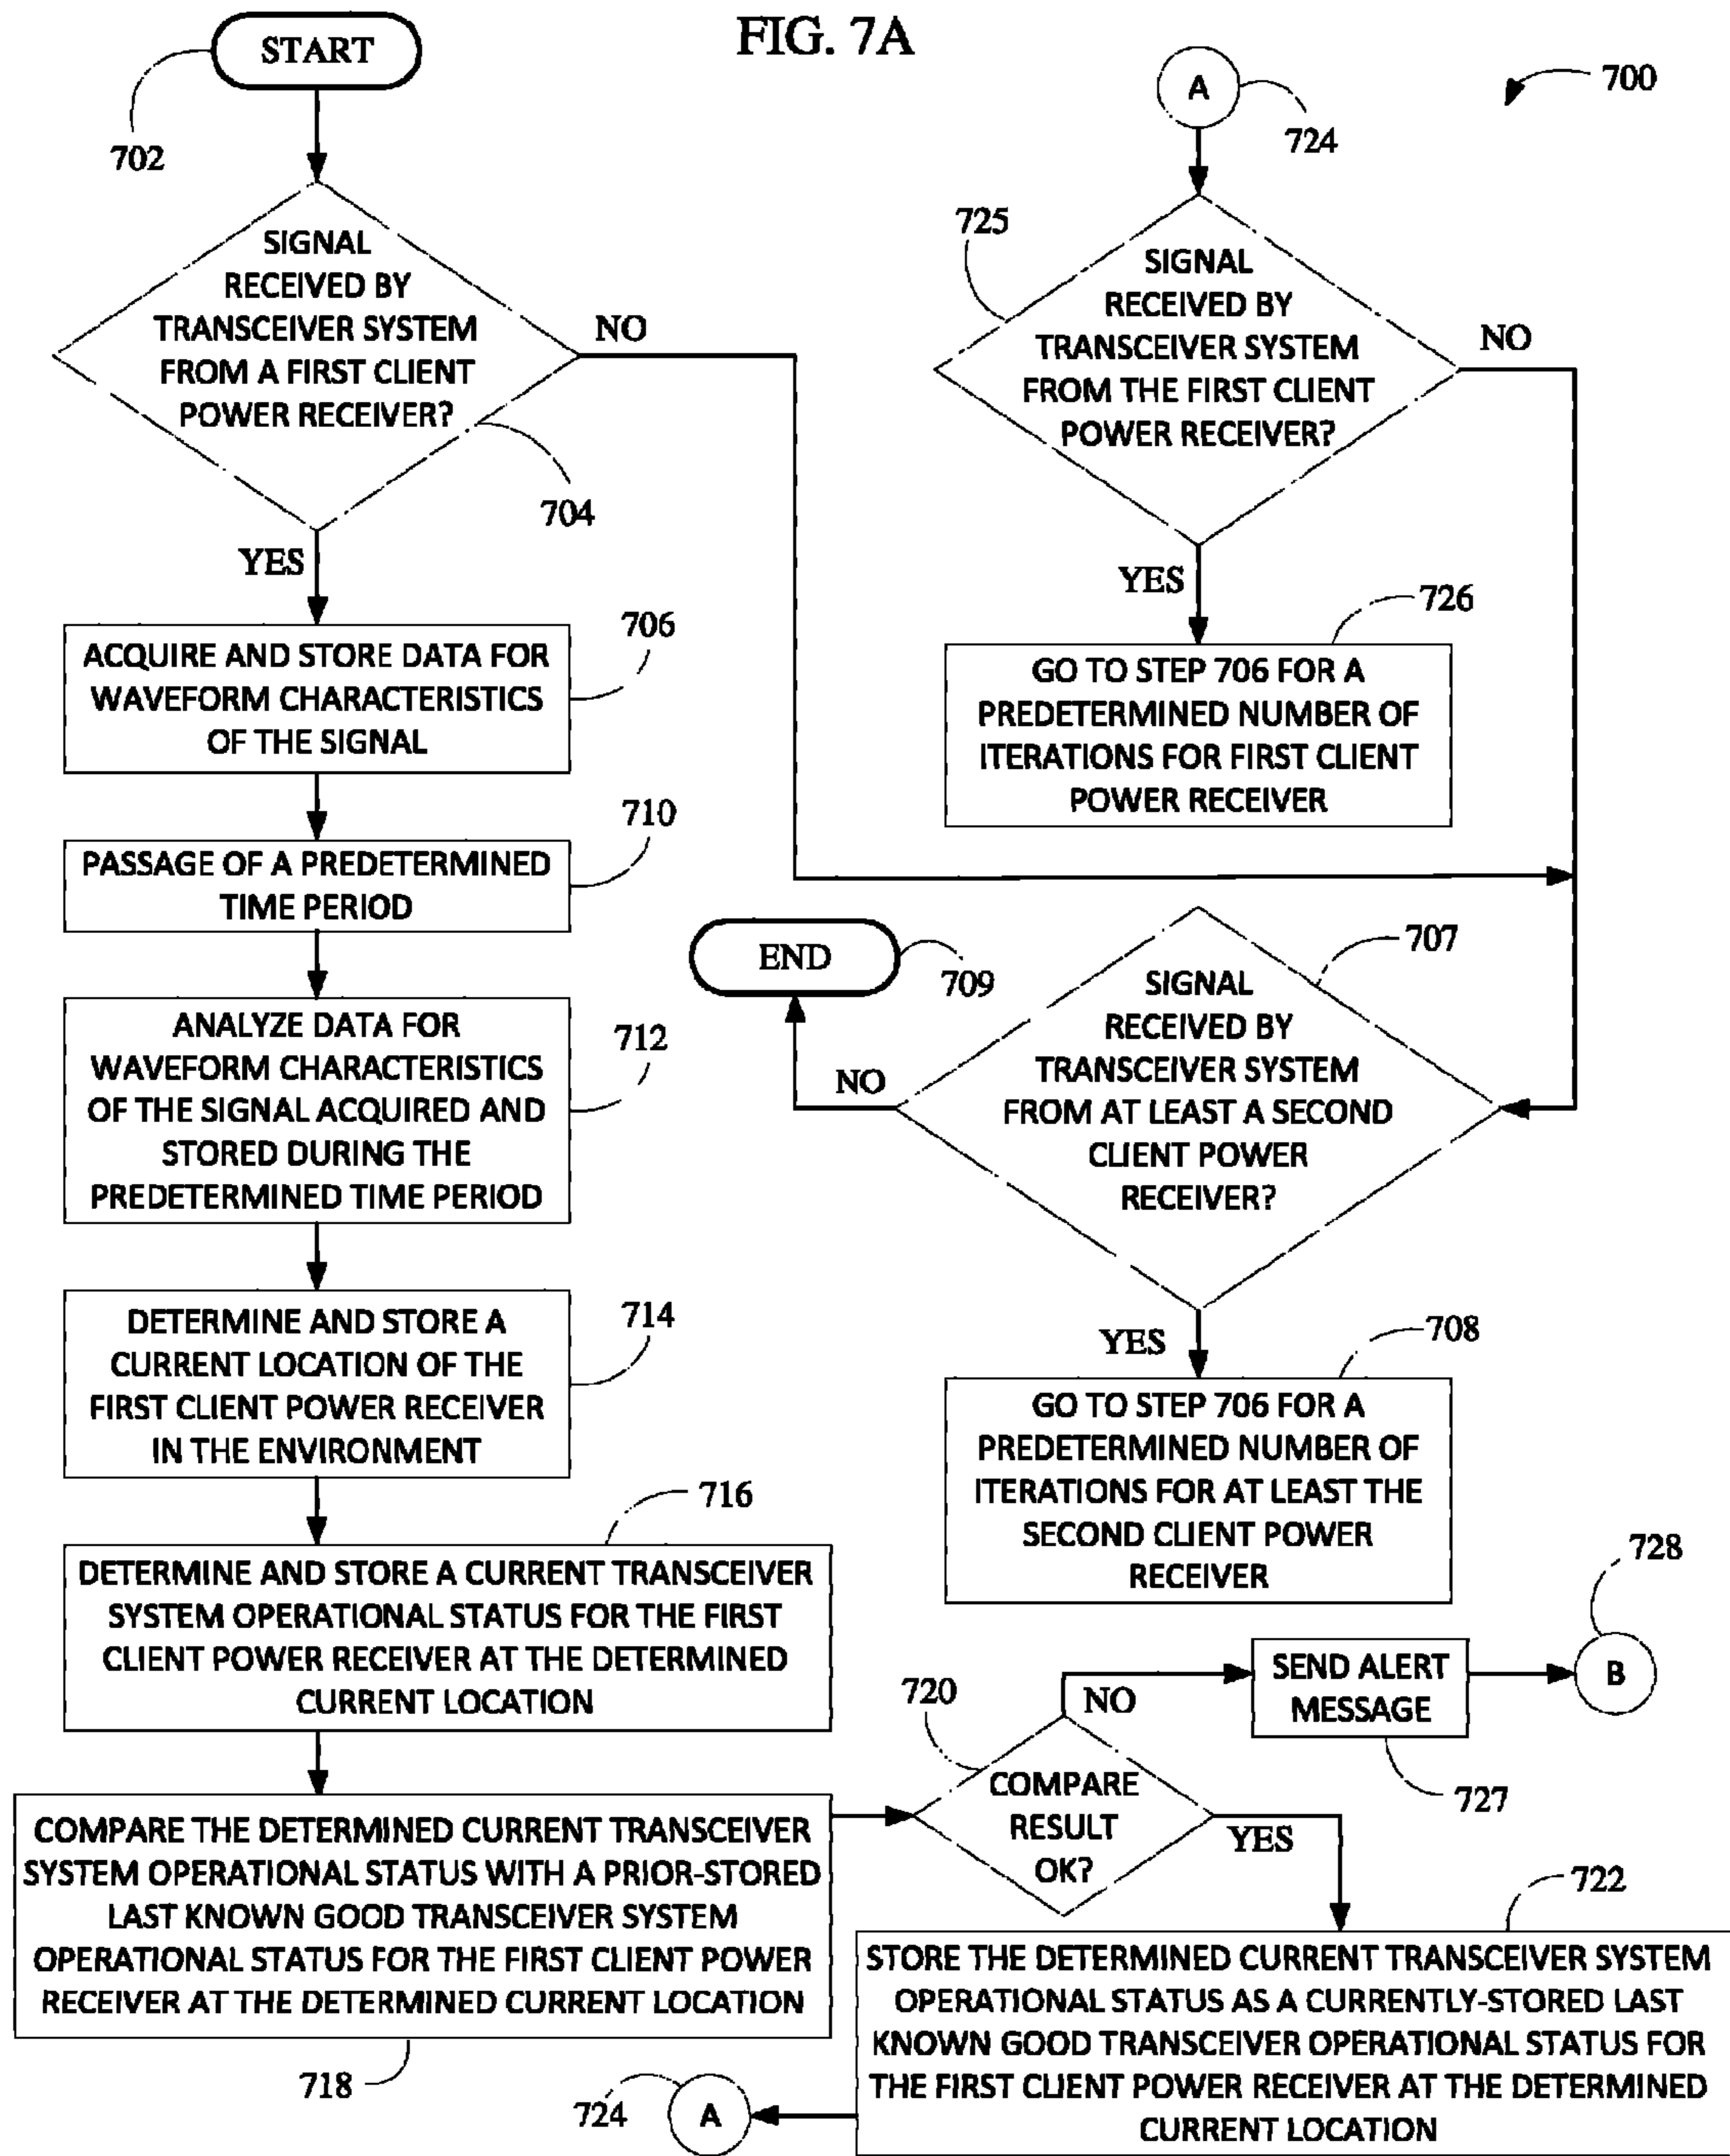 FIG. 7A
START
702
SIGNAL
RECEIVED BY
TRANSCEIVER SYSTEM
FROM A FIRST CLIENT
POWER RECEIVER?
NO
704
YES
706
ACQUIRE AND STORE DATA FOR
WAVEFORM CHARACTERISTICS
OF THE SIGNAL
710
PASSAGE OF A PREDETERMINED
TIME PERIOD
712
ANALYZE DATA FOR
WAVEFORM CHARACTERISTICS
OF THE SIGNAL ACQUIRED AND
STORED DURING THE
PREDETERMINED TIME PERIOD
714
DETERMINE AND STORE A
CURRENT LOCATION OF THE
FIRST CLIENT POWER RECEIVER
IN THE ENVIRONMENT
716
DETERMINE AND STORE A CURRENT TRANSCEIVER
SYSTEM OPERATIONAL STATUS FOR THE FIRST
CLIENT POWER RECEIVER AT THE DETERMINED
CURRENT LOCATION
COMPARE THE DETERMINED CURRENT TRANSCEIVER
SYSTEM OPERATIONAL STATUS WITH A PRIOR-STORED
LAST KNOWN GOOD TRANSCEIVER SYSTEM
OPERATIONAL STATUS FOR THE FIRST CLIENT POWER
RECEIVER AT THE DETERMINED CURRENT LOCATION
718
700
A
724
725
SIGNAL
RECEIVED BY
TRANSCEIVER SYSTEM
FROM THE FIRST CLIENT
POWER RECEIVER?
NO
YES
726
GO TO STEP 706 FOR A
PREDETERMINED NUMBER OF
ITERATIONS FOR FIRST CLIENT
POWER RECEIVER
END
709
707
SIGNAL
RECEIVED BY
TRANSCEIVER SYSTEM
FROM AT LEAST A SECOND
CLIENT POWER
RECEIVER?
NO
YES
708
GO TO STEP 706 FOR A
PREDETERMINED NUMBER OF
ITERATIONS FOR AT LEAST THE
SECOND CLIENT POWER
RECEIVER
728
B
SEND ALERT
MESSAGE
727
720
NO
COMPARE
RESULT
OK?
YES
722
STORE THE DETERMINED CURRENT TRANSCEIVER SYSTEM
OPERATIONAL STATUS AS A CURRENTLY-STORED LAST
KNOWN GOOD TRANSCEIVER OPERATIONAL STATUS FOR
THE FIRST CLIENT POWER RECEIVER AT THE DETERMINED
CURRENT LOCATION
724
A